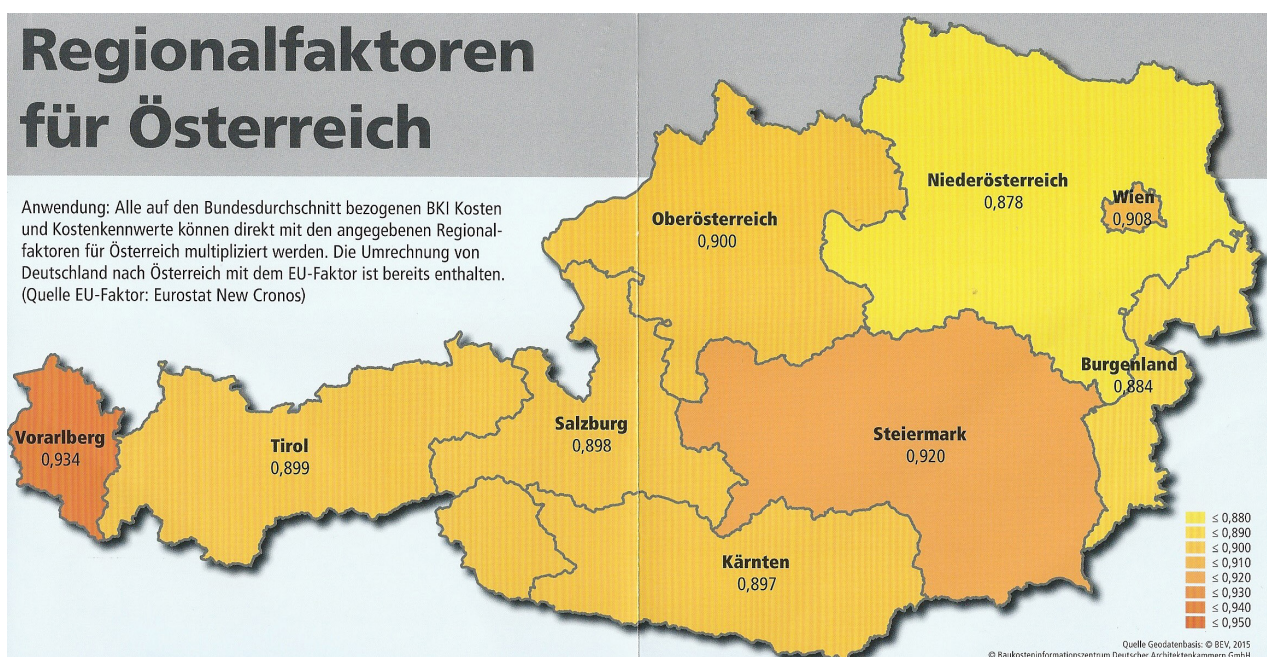 Regionalfaktoren
für Österreich
Anwendung: Alle auf den Bundesdurchschnitt bezogenen BKI Kosten
und Kostenkennwerte können direkt mit den angegebenen Regional-
faktoren für Österreich multipliziert werden. Die Umrechnung von
Deutschland nach Österreich mit dem EU-Faktor ist bereits enthalten.
(Quelle EU-Faktor: Eurostat New Cronos)
Niederösterreich
0,878
Wien
0,908
Oberösterreich
0,900
Burgenland
0,884
Vorarlberg
0,934
Tirol
0,899
Salzburg
0,898
Steiermark
0,920
Kärnten
0,897
≤ 0,880
≤ 0,890
≤ 0,900
≤ 0,910
≤ 0,920
≤ 0,930
≤ 0,940
≤ 0,950
Quelle Geodatenbasis: © BEV, 2015
© Baukosteninformationszentrum Deutscher Architektenkammern GmbH